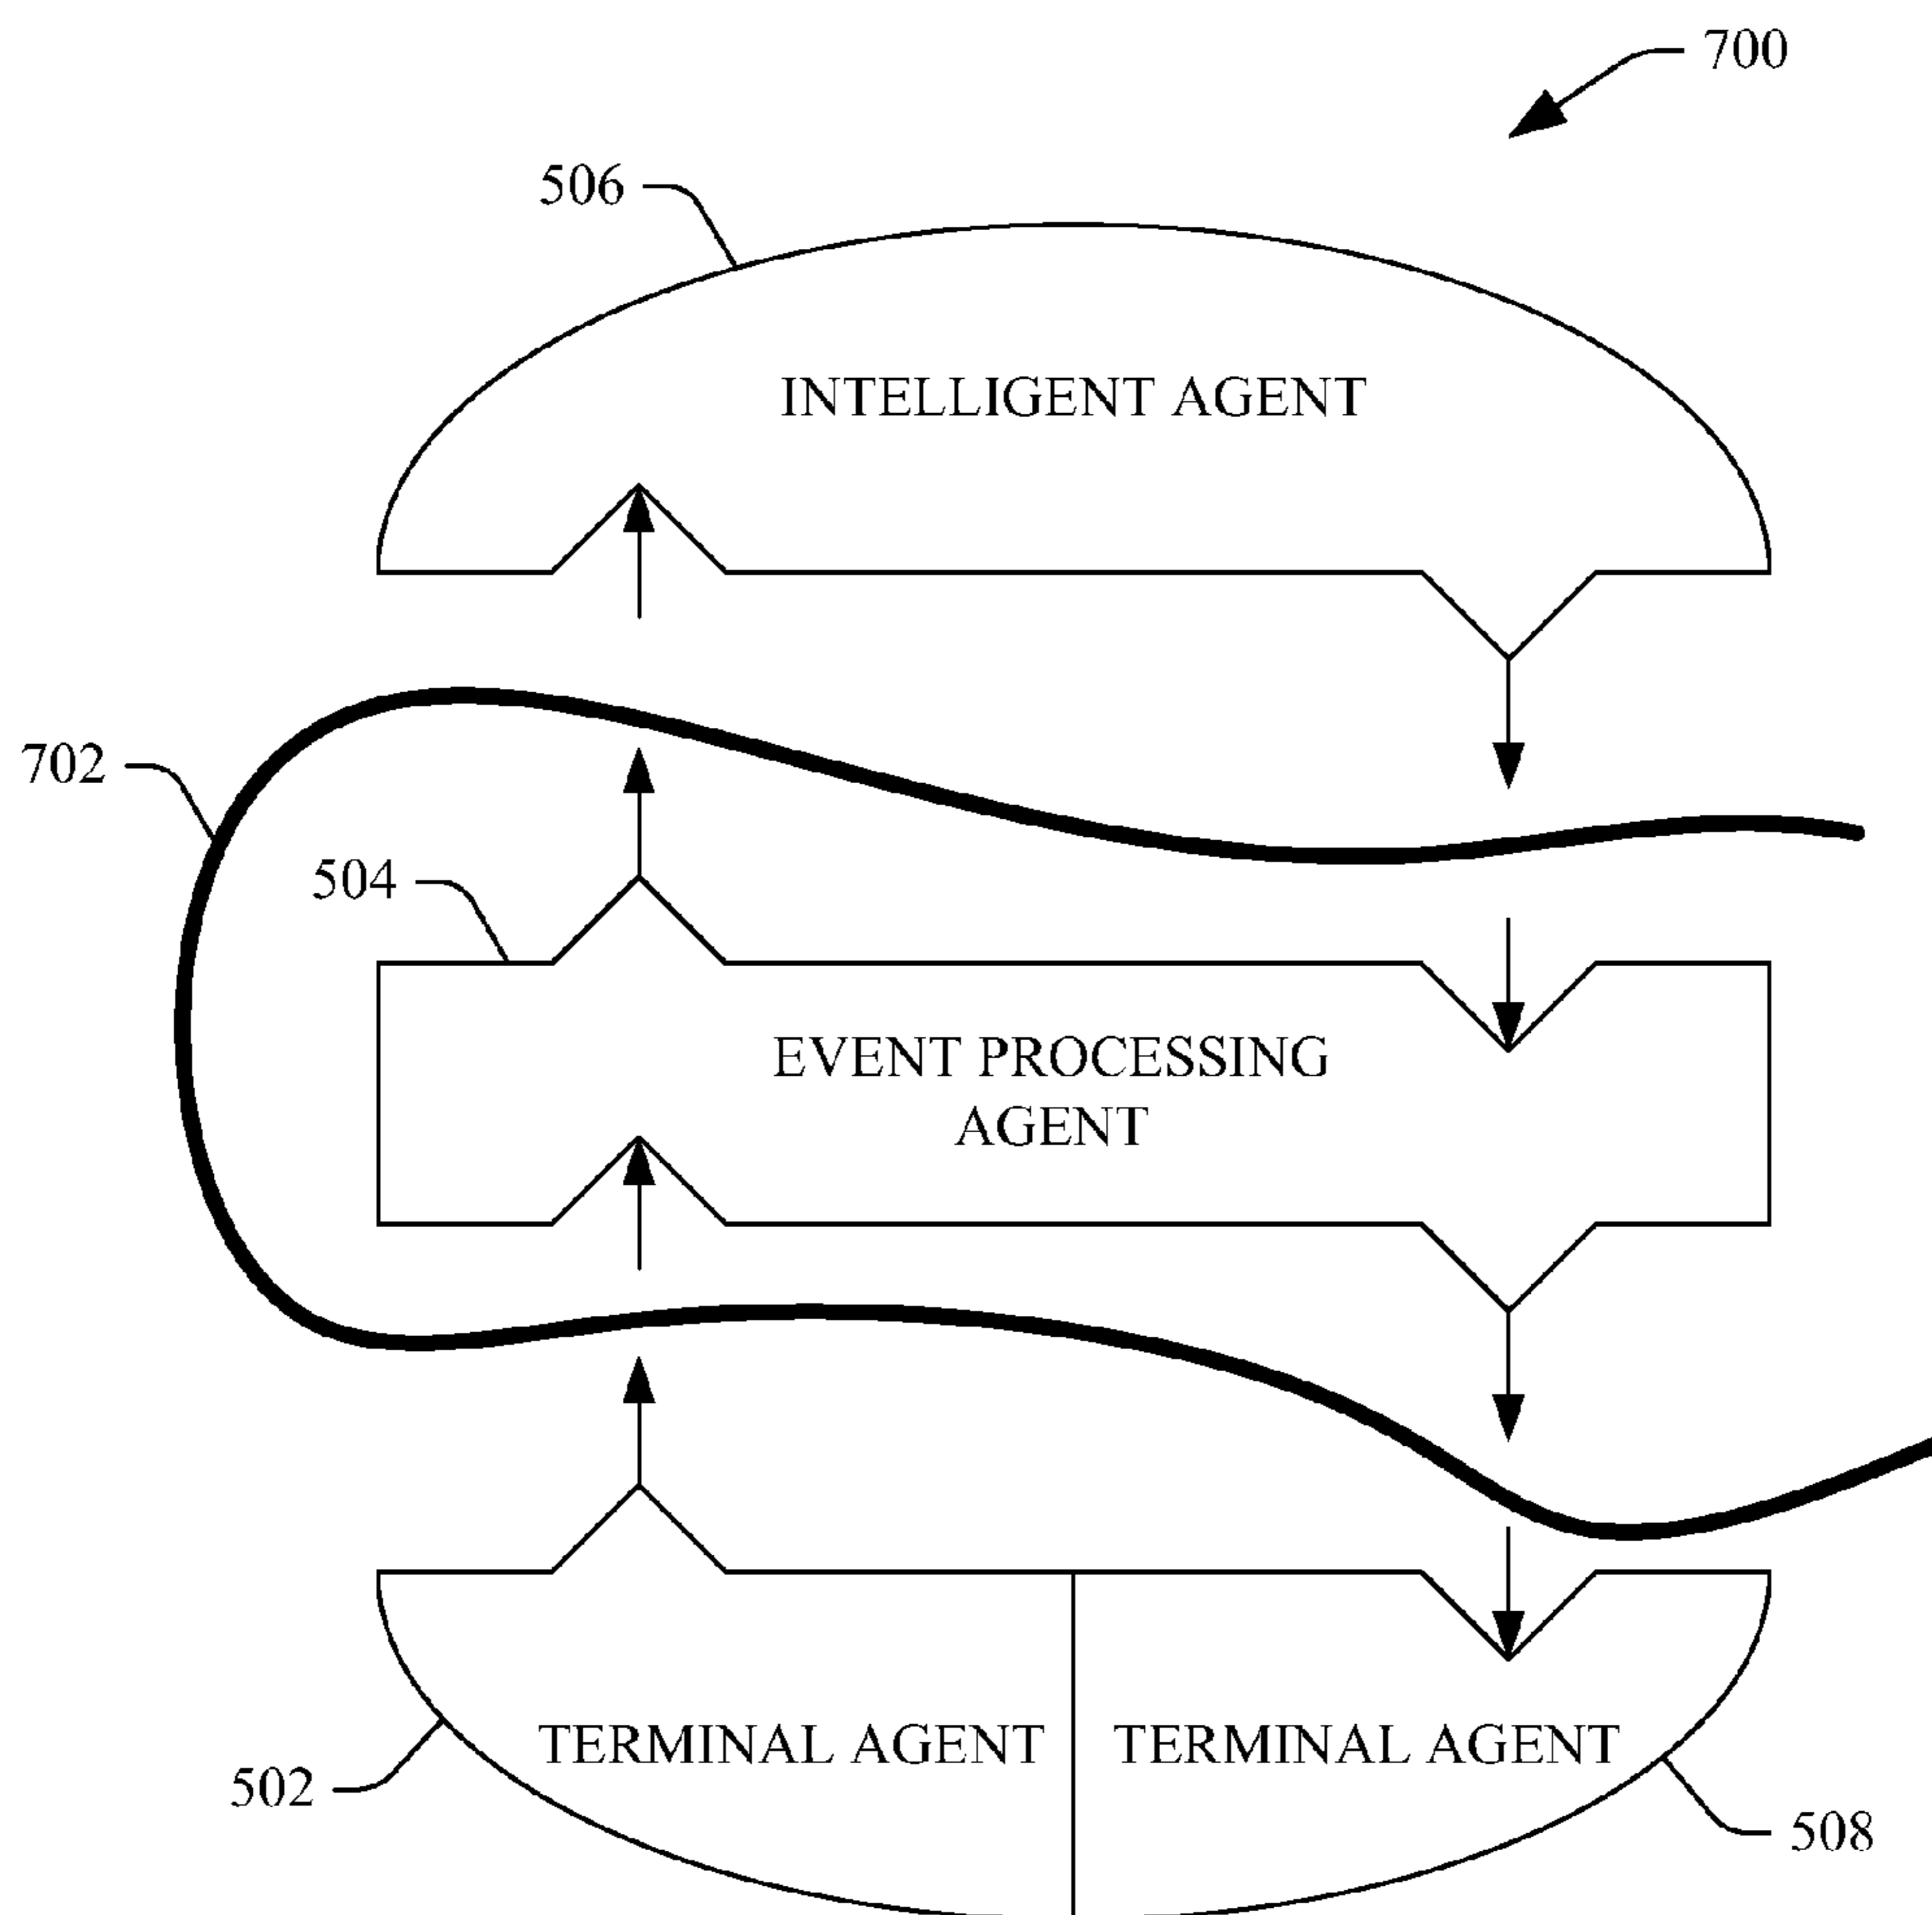 700
506
INTELLIGENT AGENT
702
504
EVENT PROCESSING
AGENT
TERMINAL AGENT
TERMINAL AGENT
502
508